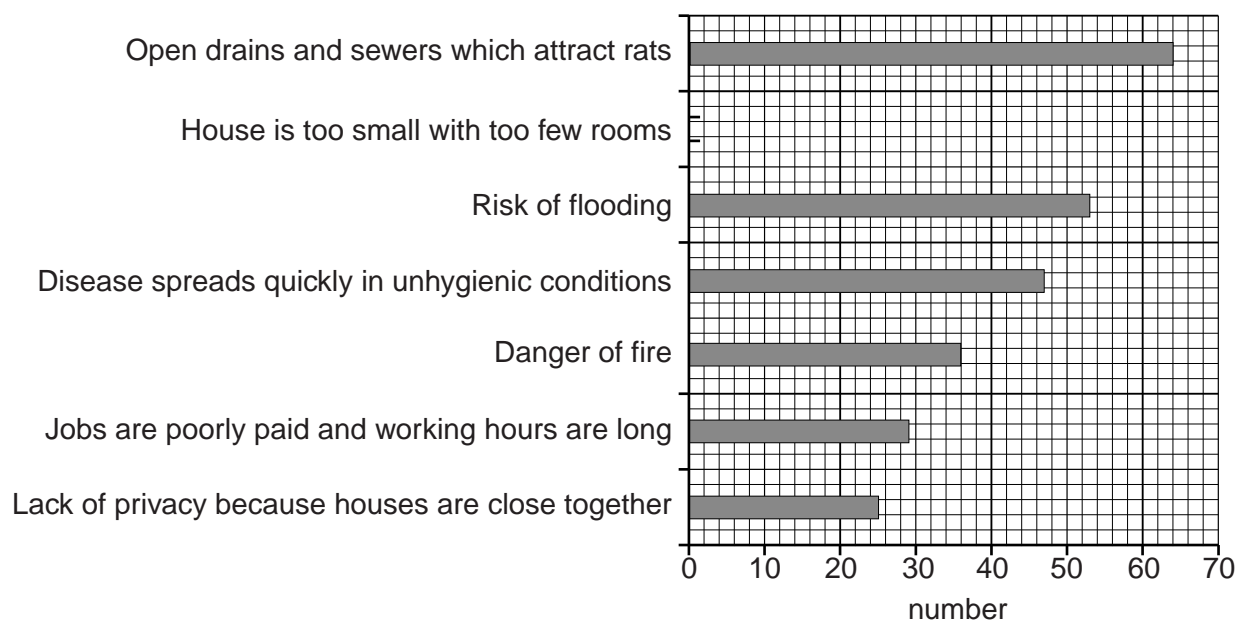 Open drains and sewers which attract rats
House is too small with too few rooms
Risk of flooding
Disease spreads quickly in unhygienic conditions
Danger of fire
Jobs are poorly paid and working hours are long
Lack of privacy because houses are close together
0 10 20 30 40 50 60 70
number